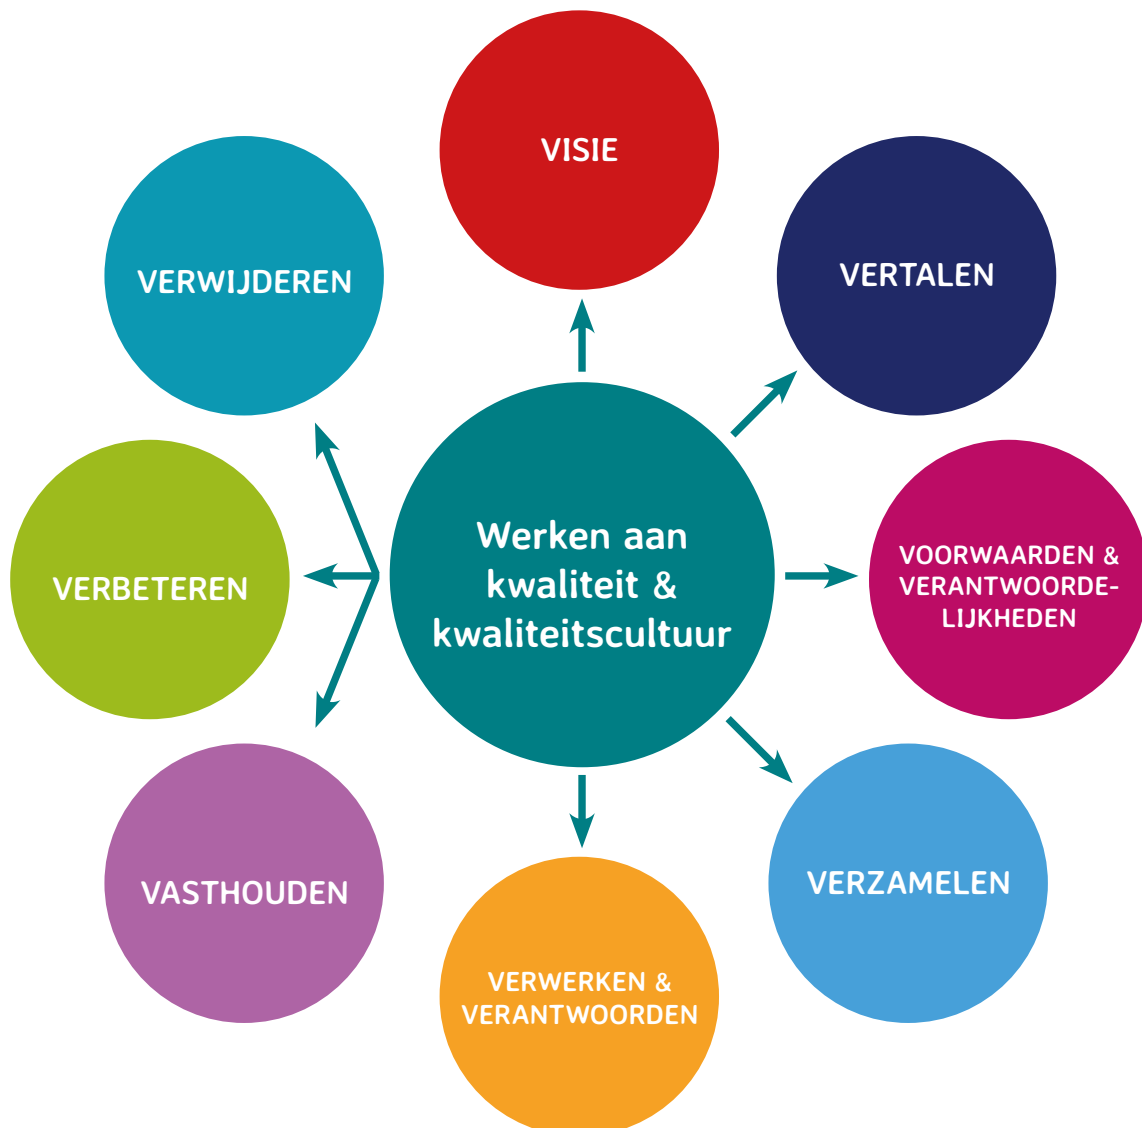 VISIE
VERTALEN
VERWIJDEREN
VOORWAARDEN &
VERANTWOORDE-
LIJKHEDEN
Werken aan
kwaliteit &
kwaliteitscultuur
VERBETEREN
VERZAMELEN
VASTHOUDEN
VERWERKEN &
VERANTWOORDEN